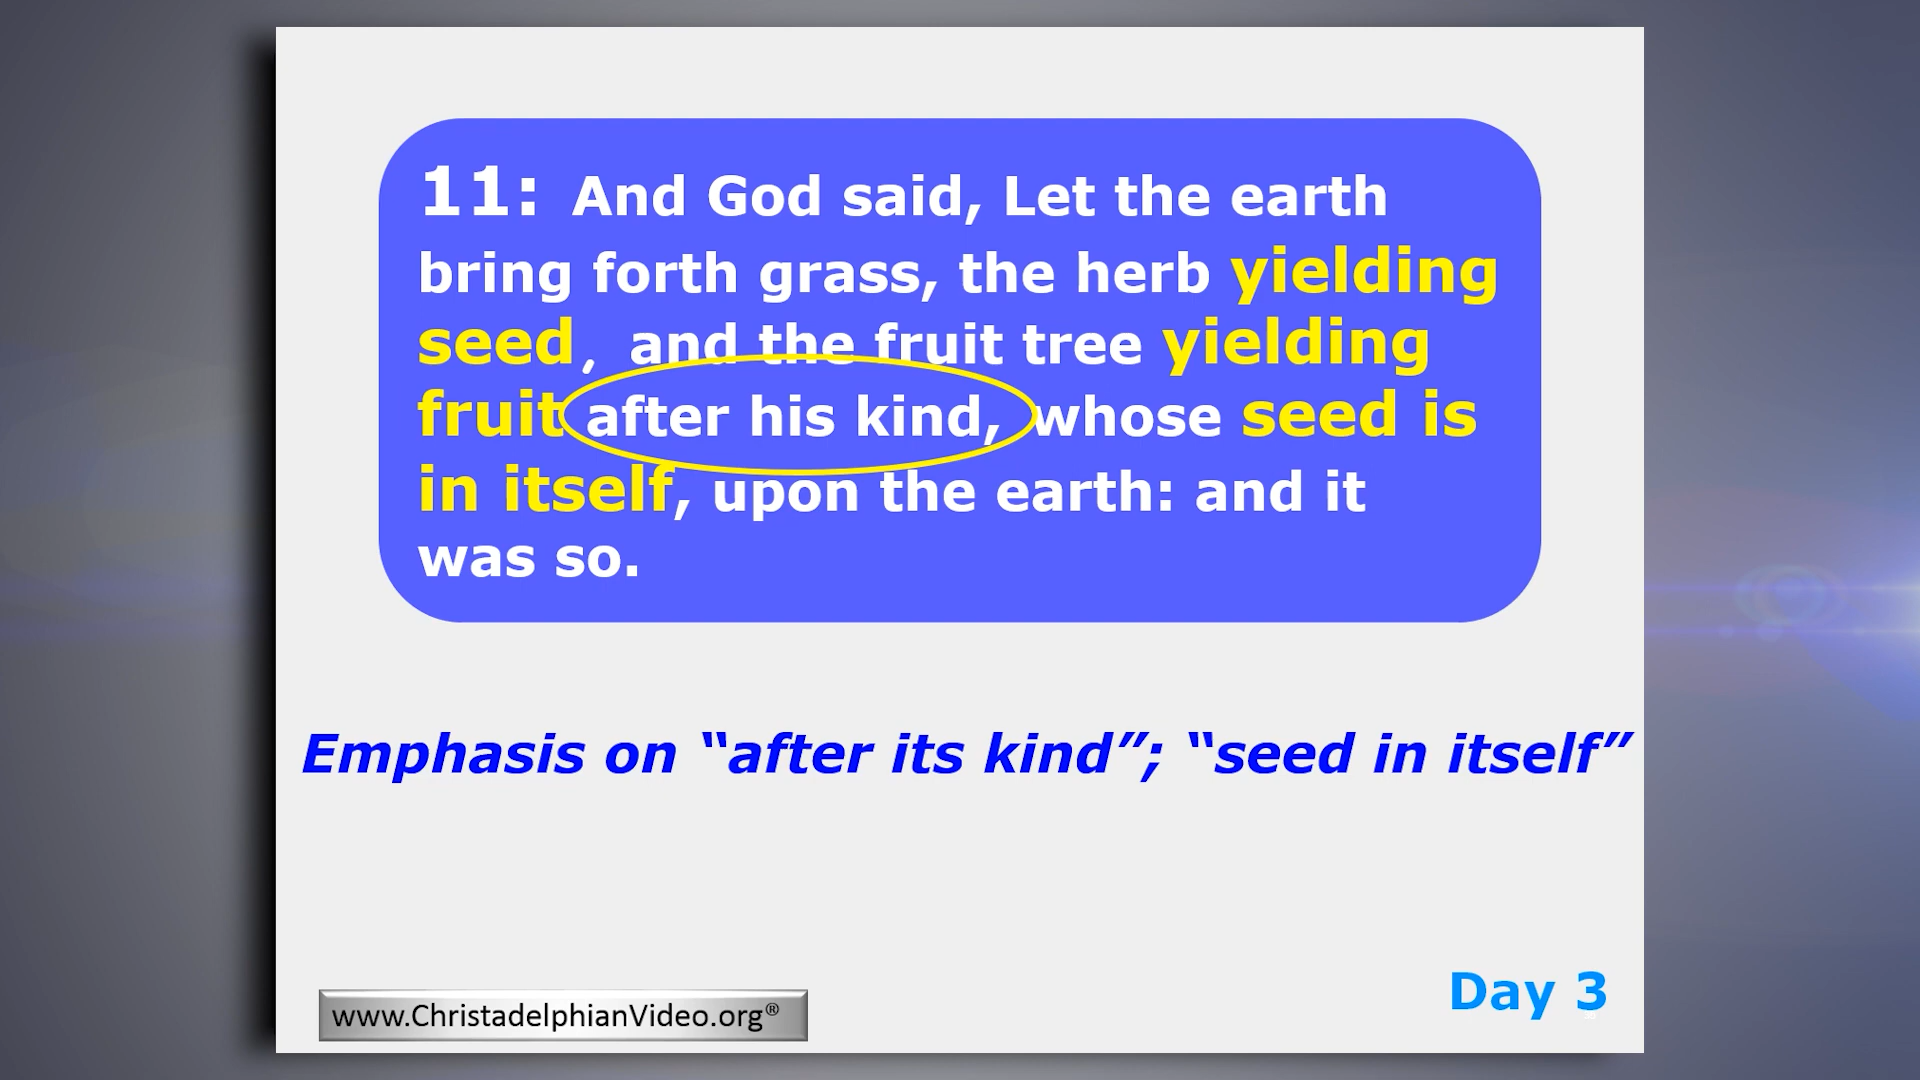 11: And God said, Let the earth
bring forth grass, the herb yielding
seed, and the fruit tree yielding
fruit after his kind, whose seed is
in itself, upon the earth: and it
was so.
Emphasis on “after its kind”; “seed in itself”
Day 3
www.ChristadelphianVideo.org®